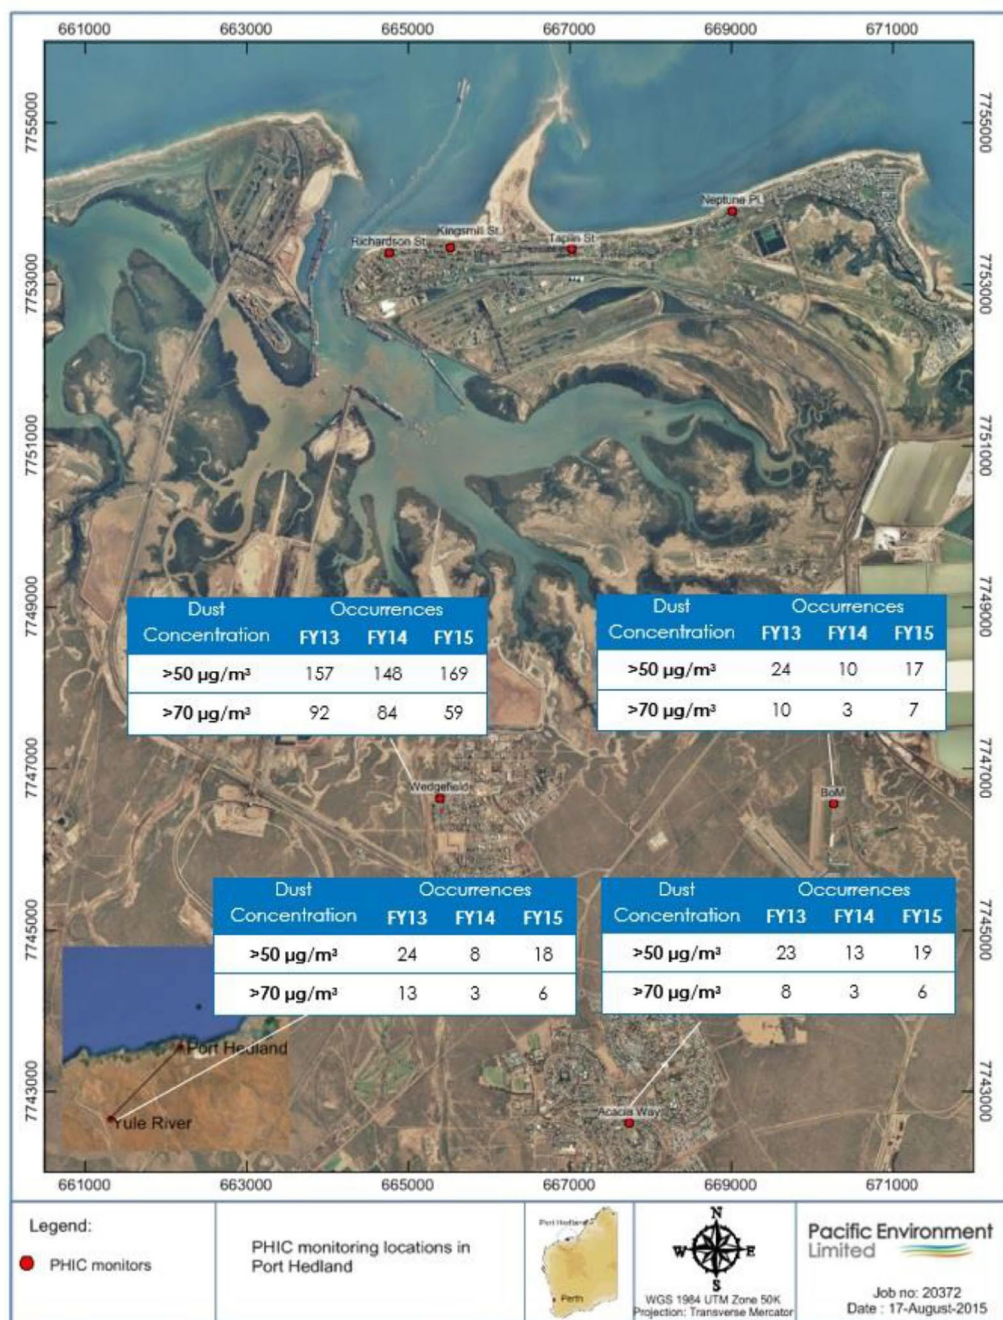 661000 663000 665000 667000 669000 671000
7755000
7755000
Neptune Pl.
Kingsmill St.
Richardson St.
Taplin St
7753000
7753000
7751000
7751000
7749000
7749000
Dust Occurrences
Concentration FY13 FY14 FY15
>50 µg/m³ 157 148 169
>70 µg/m³ 92 84 59
Dust Occurrences
Concentration FY13 FY14 FY15
>50 µg/m³ 24 10 17
>70 µg/m³ 10 3 7
7747000
7747000
Wedgefield
BoM
Dust Occurrences
Concentration FY13 FY14 FY15
>50 µg/m³ 24 8 18
>70 µg/m³ 13 3 6
Dust Occurrences
Concentration FY13 FY14 FY15
>50 µg/m³ 23 13 19
>70 µg/m³ 8 3 6
7745000
7745000
Port Hedland
Yule River
Acacia Way
7743000
7743000
661000 663000 665000 667000 669000 671000
Legend:
PHIC monitors
PHIC monitoring locations in
Port Hedland
Port Hedland
Perth
N
W E
S
WGS 1984 UTM Zone 50K
Projection: Transverse Mercator
Pacific Environment
Limited
Job no: 20372
Date : 17-August-2015